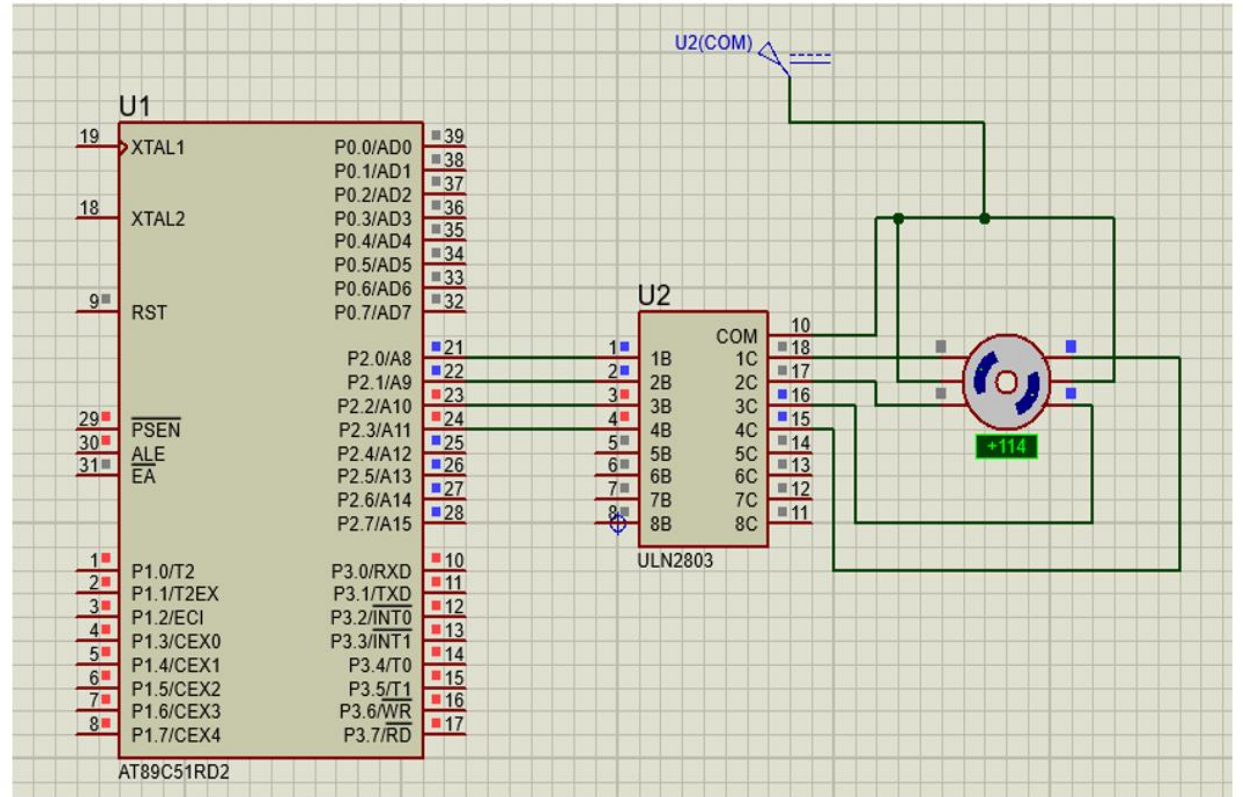 U2(COM)
U1
19 XTAL1 P0.0/AD0 39
P0.1/AD1 38
P0.2/AD2 37
18 XTAL2 P0.3/AD3 36
P0.4/AD4 35
P0.5/AD5 34
P0.6/AD6 33
9 RST P0.7/AD7 32
P2.0/A8 21
P2.1/A9 22
P2.2/A10 23
29 PSEN P2.3/A11 24
30 ALE P2.4/A12 25
31 EA P2.5/A13 26
P2.6/A14 27
P2.7/A15 28
1 P1.0/T2 P3.0/RXD 10
2 P1.1/T2EX P3.1/TXD 11
3 P1.2/ECI P3.2/INT0 12
4 P1.3/CEX0 P3.3/INT1 13
5 P1.4/CEX1 P3.4/T0 14
6 P1.5/CEX2 P3.5/T1 15
7 P1.6/CEX3 P3.6/WR 16
8 P1.7/CEX4 P3.7/RD 17
AT89C51RD2
U2
COM 10
1 1B 1C 18
2 2B 2C 17
3 3B 3C 16
4 4B 4C 15
5 5B 5C 14
6 6B 6C 13
7 7B 7C 12
8 8B 8C 11
ULN2803
+114